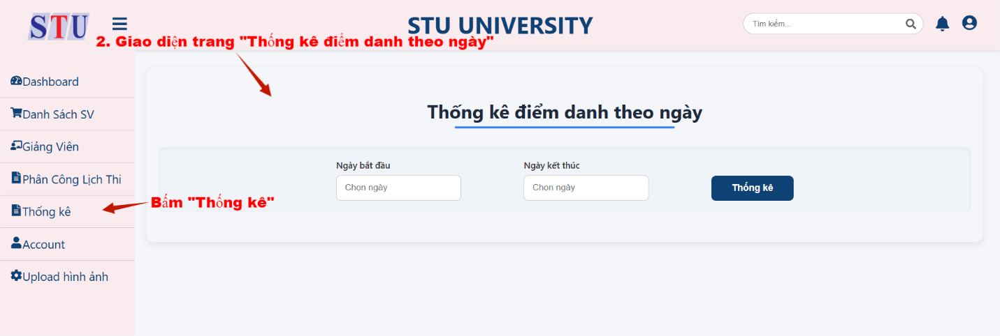 STU
STU UNIVERSITY
Tìm kiếm...
2. Giao diện trang "Thống kê điểm danh theo ngày"
Dashboard
Danh Sách SV
Giảng Viên
Phân Công Lịch Thi
Thống kê
Account
Upload hình ảnh
Thống kê điểm danh theo ngày
Ngày bắt đầu
Ngày kết thúc
Chọn ngày
Chọn ngày
Thống kê
Bấm "Thống kê"